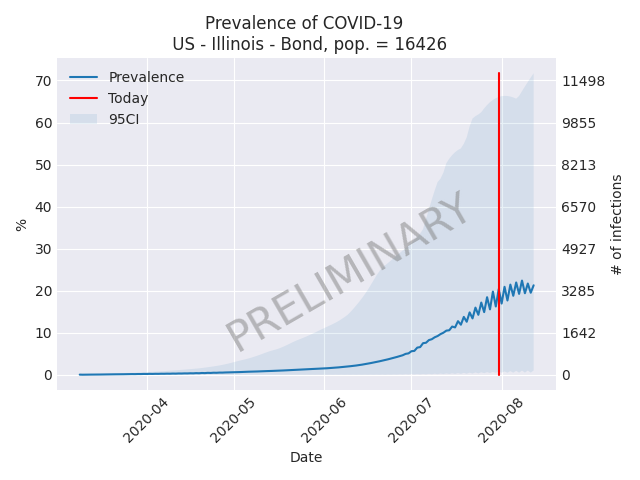 Prevalence of COVID-19
US - Illinois - Bond, pop. = 16426
Prevalence
Today
95CI
70
60
50
40
30
20
10
0
%
11498
9855
8213
6570
4927
3285
1642
0
# of infections
PRELIMINARY
2020-04
2020-05
2020-06
2020-07
2020-08
Date